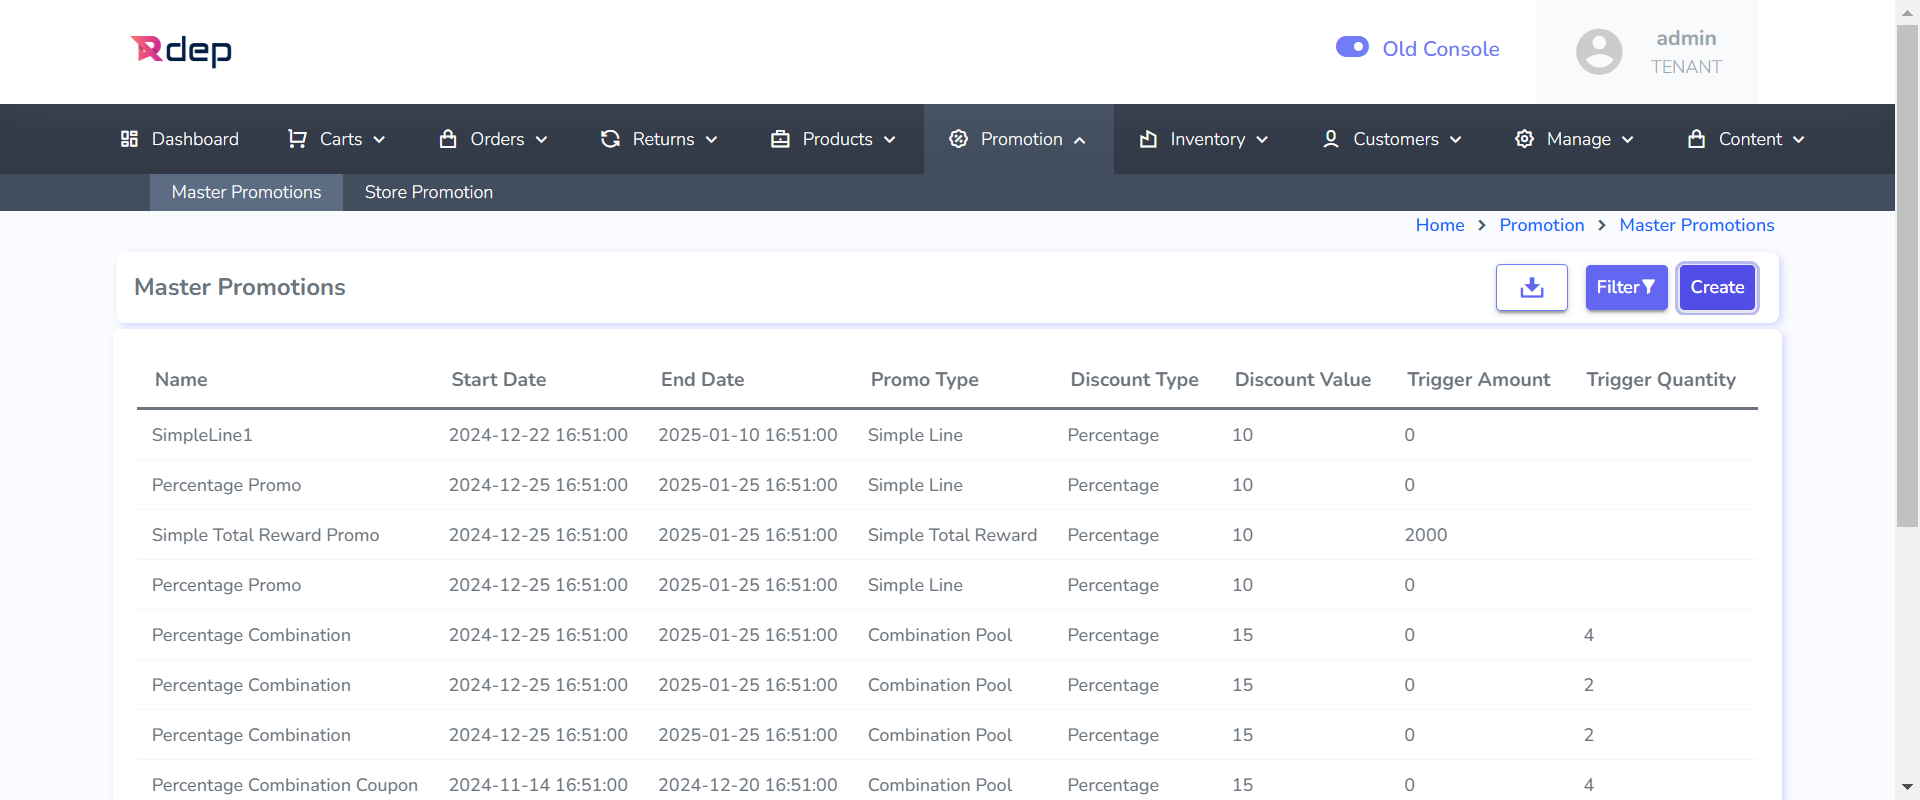 Rdep
Old Console
admin
TENANT
Dashboard Carts Orders Returns Products Promotion Inventory Customers Manage Content
Master Promotions Store Promotion
Home > Promotion > Master Promotions
Master Promotions Filter Create
Name Start Date End Date Promo Type Discount Type Discount Value Trigger Amount Trigger Quantity
SimpleLine1 2024-12-22 16:51:00 2025-01-10 16:51:00 Simple Line Percentage 10 0
Percentage Promo 2024-12-25 16:51:00 2025-01-25 16:51:00 Simple Line Percentage 10 0
Simple Total Reward Promo 2024-12-25 16:51:00 2025-01-25 16:51:00 Simple Total Reward Percentage 10 2000
Percentage Promo 2024-12-25 16:51:00 2025-01-25 16:51:00 Simple Line Percentage 10 0
Percentage Combination 2024-12-25 16:51:00 2025-01-25 16:51:00 Combination Pool Percentage 15 0 4
Percentage Combination 2024-12-25 16:51:00 2025-01-25 16:51:00 Combination Pool Percentage 15 0 2
Percentage Combination 2024-12-25 16:51:00 2025-01-25 16:51:00 Combination Pool Percentage 15 0 2
Percentage Combination Coupon 2024-11-14 16:51:00 2024-12-20 16:51:00 Combination Pool Percentage 15 0 4